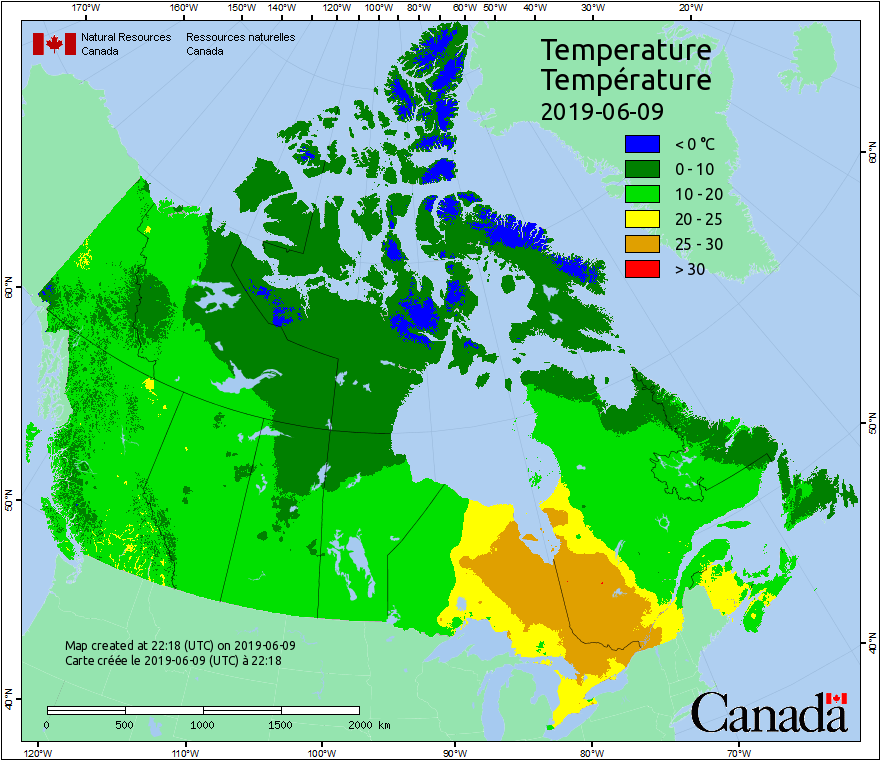 170°W 160°W 150°W 140°W 130°W 120°W 110°W 100°W 80°W 60°W 50°W 40°W 30°W 20°W
Natural Resources Ressources naturelles
Canada Canada
Temperature
Température
2019-06-09
< 0 °C
0 - 10
10 - 20
20 - 25
25 - 30
> 30
60°N
60°N
50°N
50°N
40°N
40°N
Map created at 22:18 (UTC) on 2019-06-09
Carte créée le 2019-06-09 (UTC) à 22:18
0 500 1000 1500 2000 km
Canada
120°W 110°W 100°W 90°W 80°W 70°W